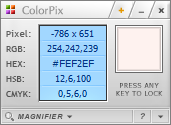 ColorPix
Pixel: -786 x 651
RGB: 254,242,239
HEX: #FEF2EF
HSB: 12,6,100
CMYK: 0,5,6,0
PRESS ANY
KEY TO LOCK
MAGNIFIER
?